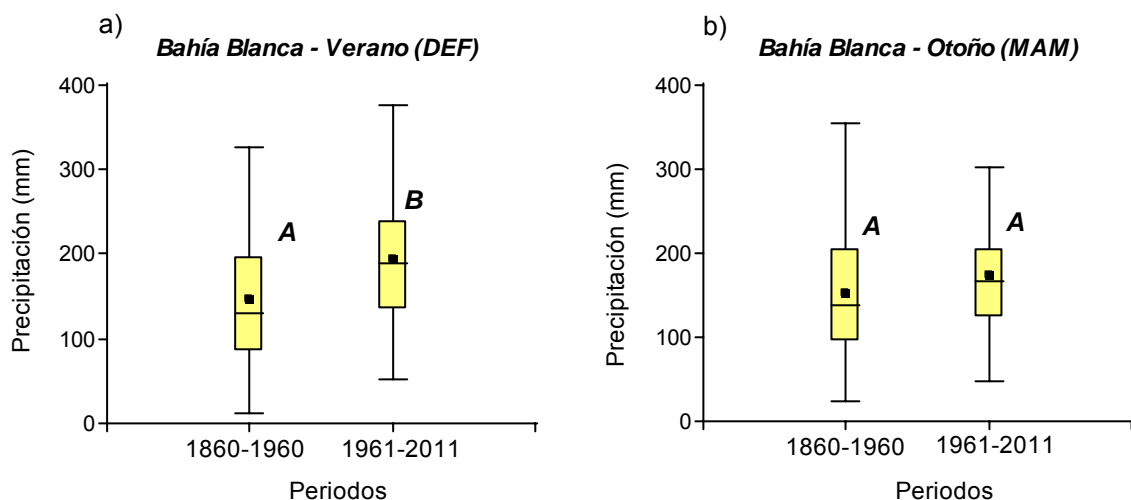 a)
Bahía Blanca - Verano (DEF)
Precipitación (mm)
400
300
200
100
0
A
B
1860-1960
1961-2011
Periodos
b)
Bahía Blanca - Otoño (MAM)
Precipitación (mm)
400
300
200
100
0
A
A
1860-1960
1961-2011
Periodos